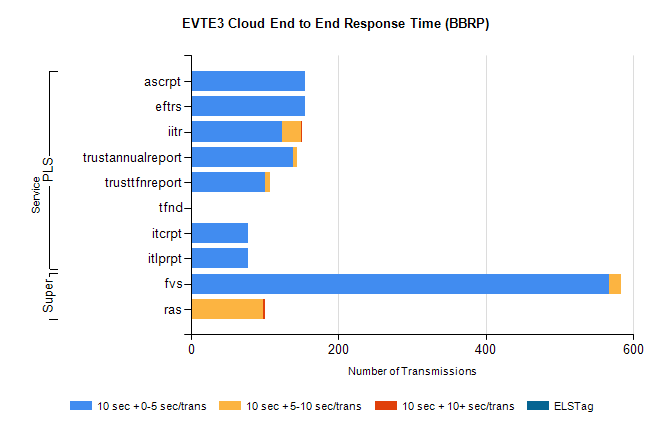 EVTE3 Cloud End to End Response Time (BBRP)
ascrpt
eftrs
iitr
trustannualreport
trusttfnreport
tfnd
itcrpt
itlprpt
fvs
ras
Service
PLS
Super
0 200 400 600
Number of Transmissions
10 sec +0-5 sec/trans 10 sec +5-10 sec/trans 10 sec + 10+ sec/trans ELSTag